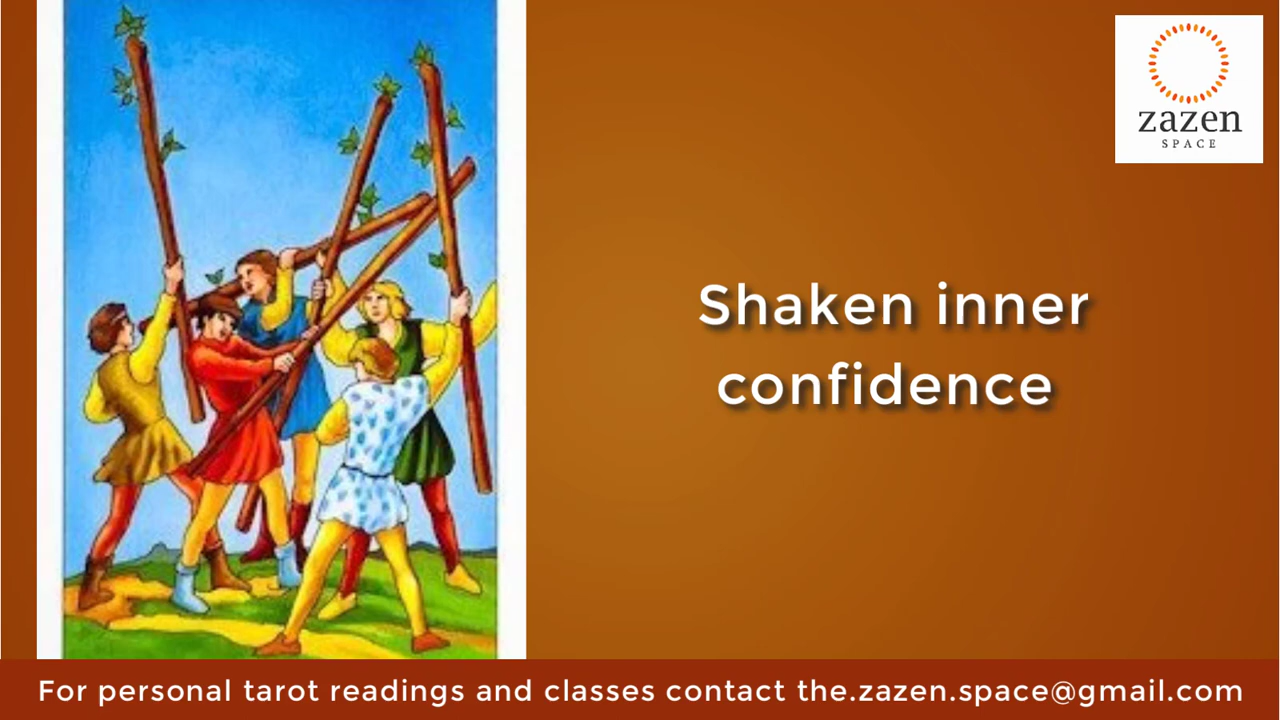 zazen
SPACE
Shaken inner
confidence
For personal tarot readings and classes contact the.zazen.space@gmail.com